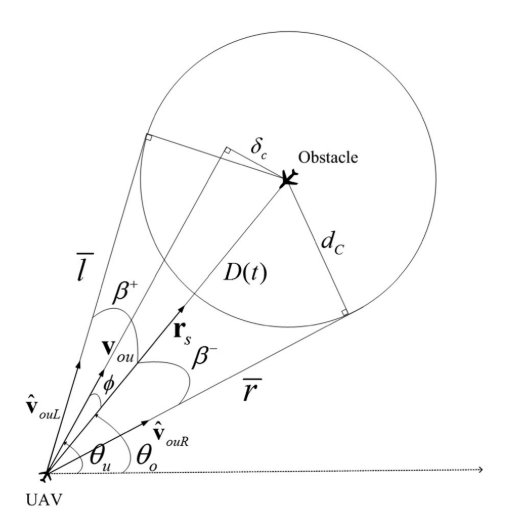 δ_c
Obstacle
d_C
l̅
D(t)
β⁺
r_s
v_ou
β⁻
r̅
ϕ
v̂_ouL
v̂_ouR
θ_u
θ_o
UAV